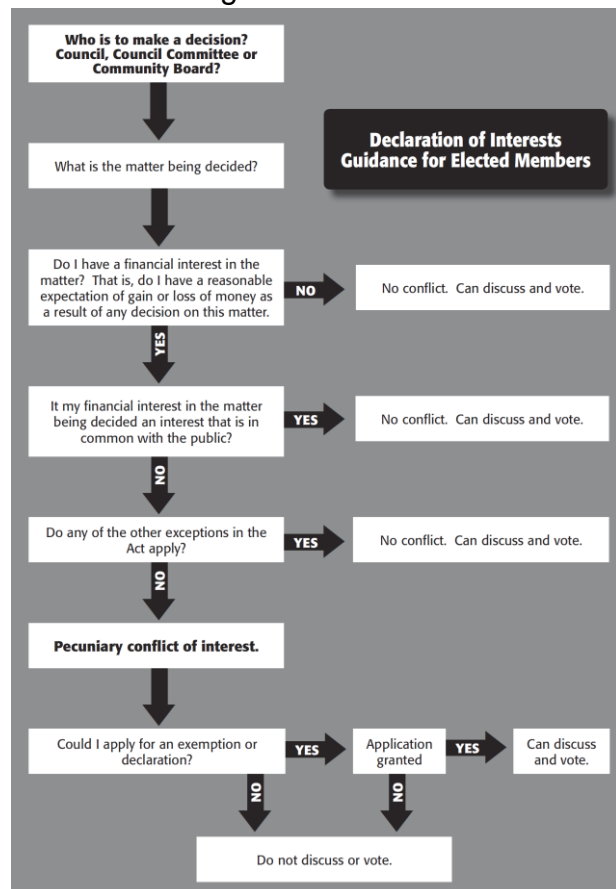 Who is to make a decision?
Council, Council Committee or
Community Board?
Declaration of Interests
Guidance for Elected Members
What is the matter being decided?
Do I have a financial interest in the
matter? That is, do I have a reasonable
expectation of gain or loss of money as
a result of any decision on this matter.
NO
No conflict. Can discuss and vote.
YES
It my financial interest in the matter
being decided an interest that is in
common with the public?
YES
No conflict. Can discuss and vote.
NO
Do any of the other exceptions in the
Act apply?
YES
No conflict. Can discuss and vote.
NO
Pecuniary conflict of interest.
Could I apply for an exemption or
declaration?
YES
Application
granted
YES
Can discuss
and vote.
NO
NO
Do not discuss or vote.